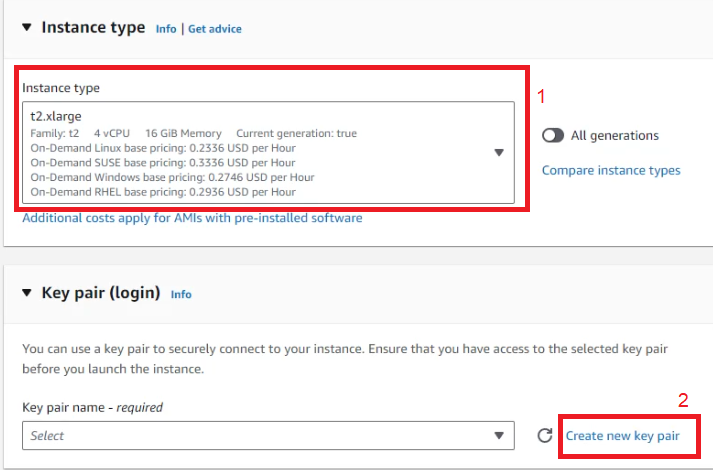 Instance type Info | Get advice
Instance type
1
t2.xlarge
Family: t2 4 vCPU 16 GiB Memory Current generation: true
On-Demand Linux base pricing: 0.2336 USD per Hour
On-Demand SUSE base pricing: 0.3336 USD per Hour
On-Demand Windows base pricing: 0.2746 USD per Hour
On-Demand RHEL base pricing: 0.2936 USD per Hour
All generations
Compare instance types
Additional costs apply for AMIs with pre-installed software
Key pair (login) Info
You can use a key pair to securely connect to your instance. Ensure that you have access to the selected key pair
before you launch the instance.
Key pair name - required
2
Select
Create new key pair